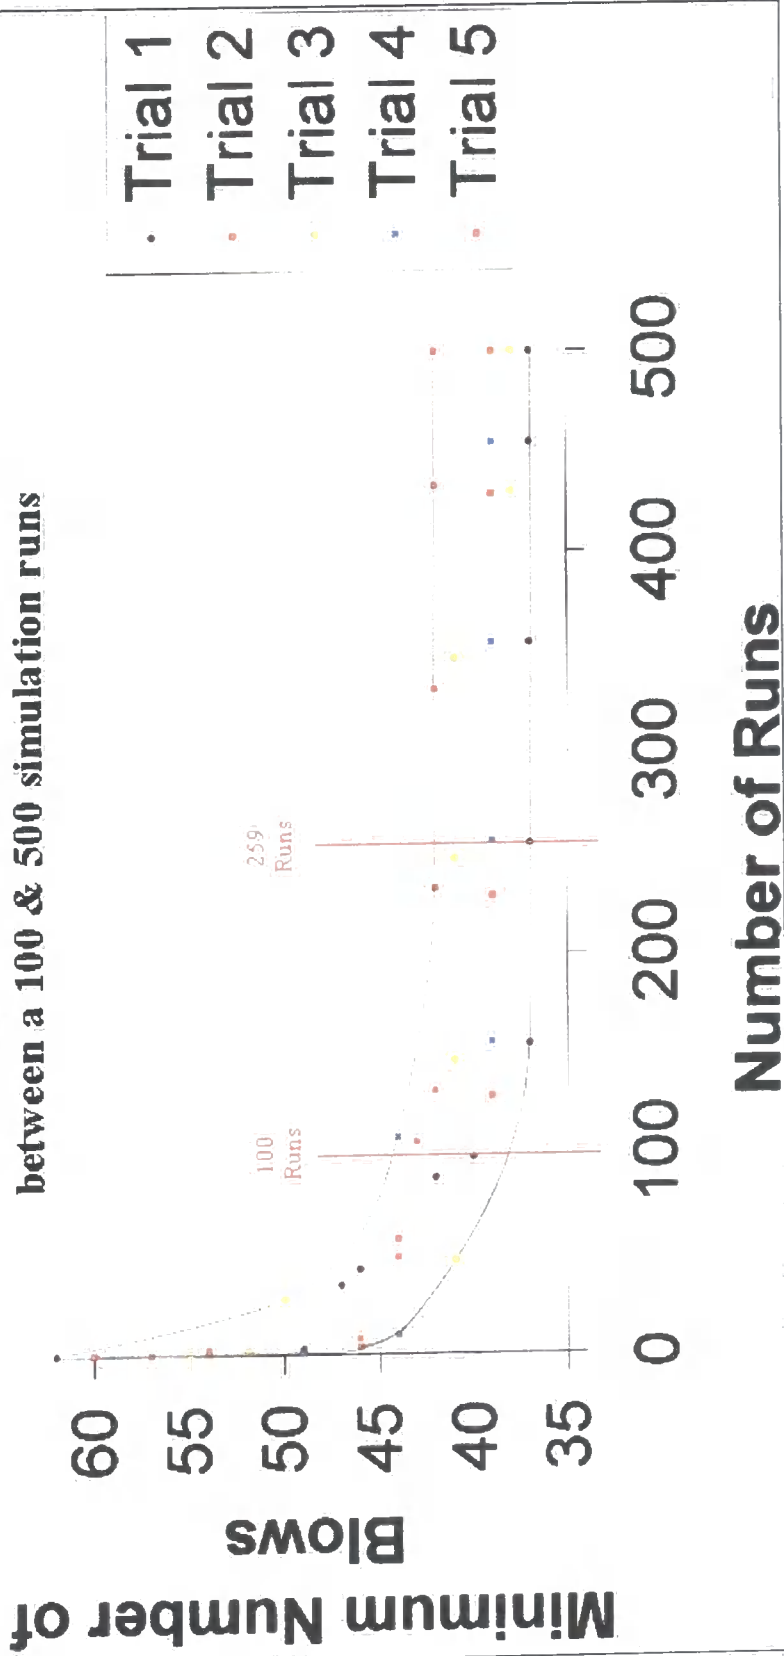 between a 100 & 500 simulation runs
Minimum Number of
Blows
60
55
50
45
40
35
100
Runs
259
Runs
0
100
200
300
400
500
Number of Runs
Trial 1
Trial 2
Trial 3
Trial 4
Trial 5